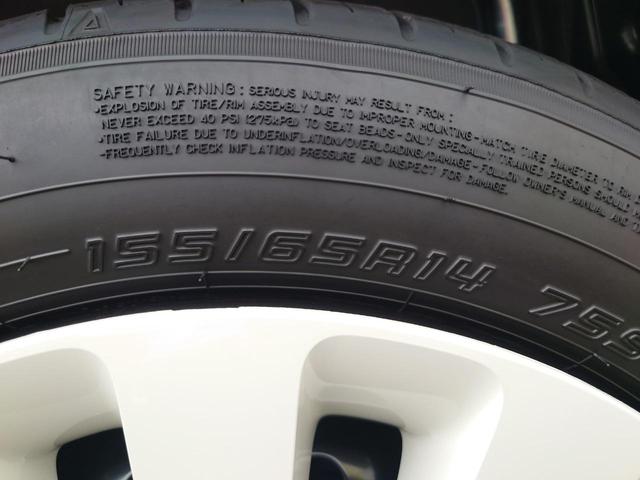 A
SAFETY WARNING: SERIOUS INJURY MAY RESULT FROM:
•EXPLOSION OF TIRE/RIM ASSEMBLY DUE TO IMPROPER MOUNTING-MATCH TIRE DIAMETER TO RIM
NEVER EXCEED 40 PSI (275kPa) TO SEAT BEADS-ONLY SPECIALLY TRAINED PERSONS SHOULD
•TIRE FAILURE DUE TO UNDERINFLATION/OVERLOADING/DAMAGE-FOLLOW OWNER'S MANUAL AND
-FREQUENTLY CHECK INFLATION PRESSURE AND INSPECT FOR DAMAGE.
155/65R14 75S